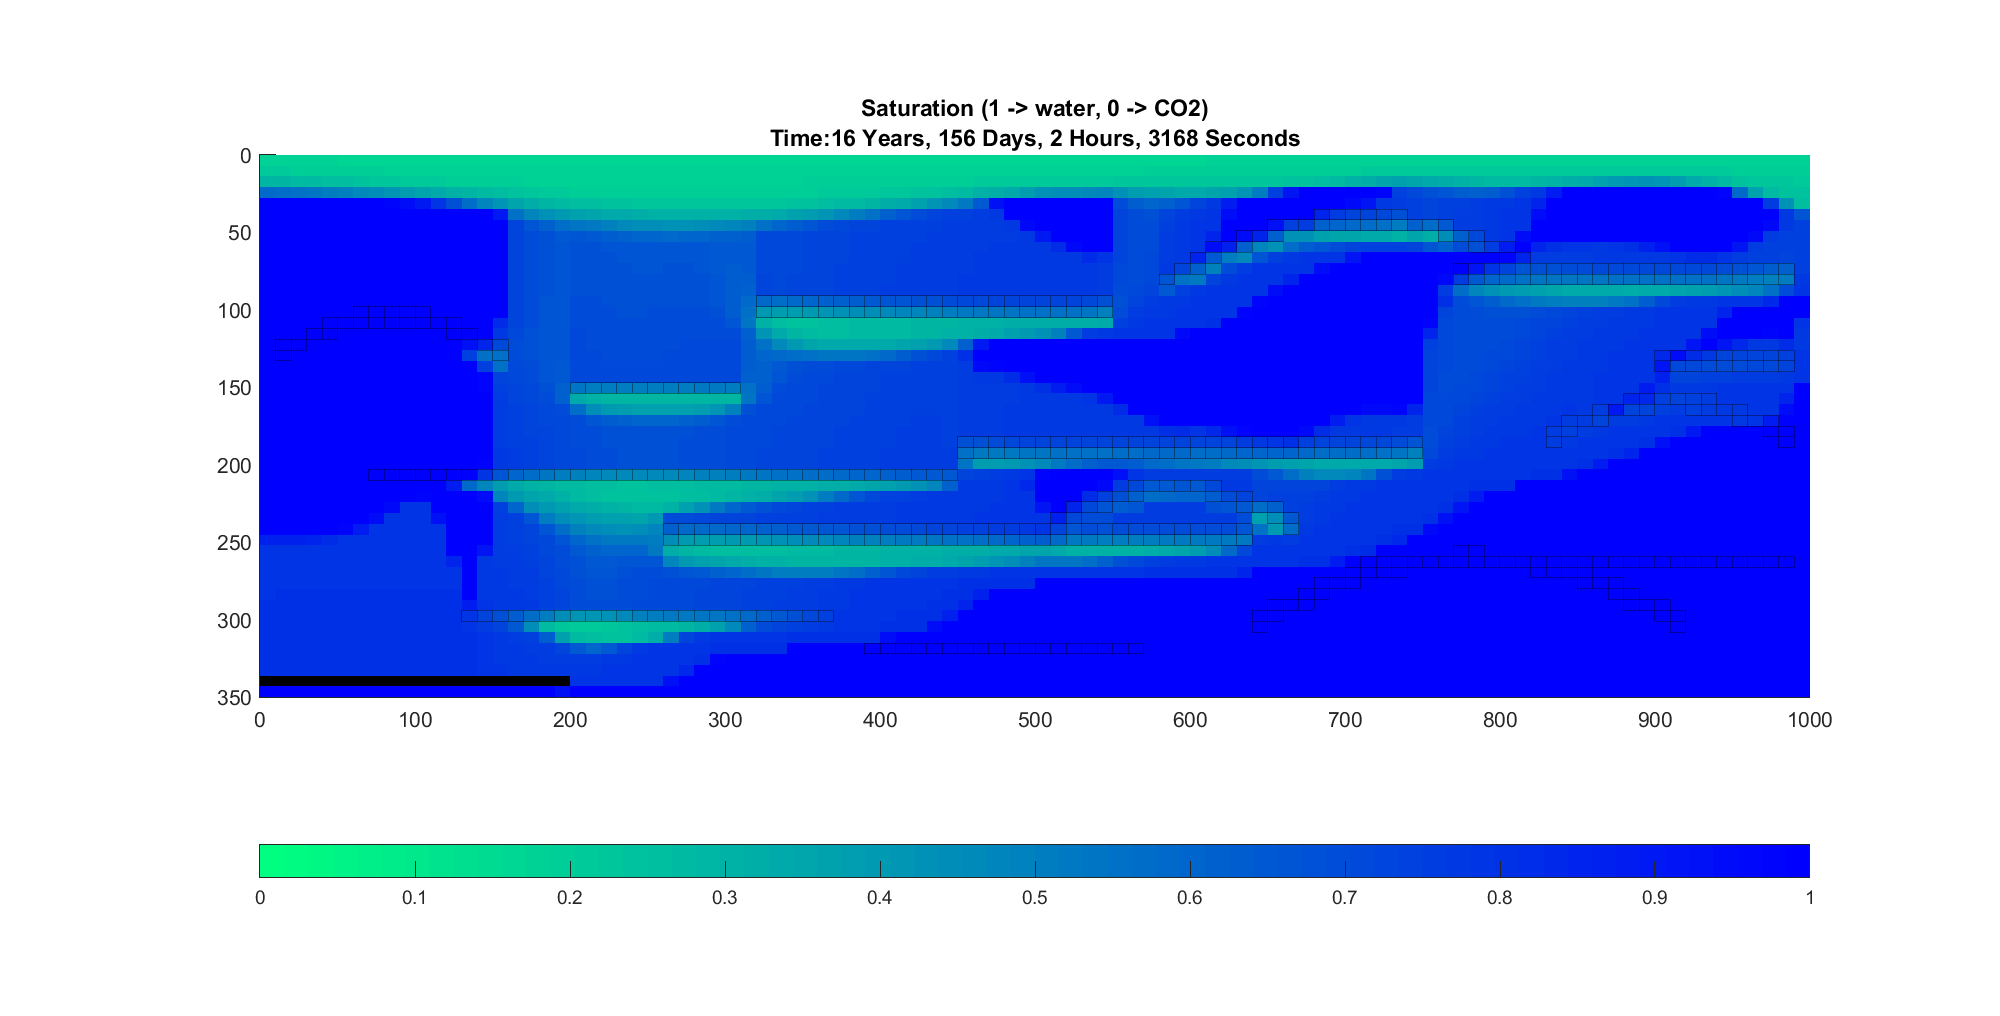 Saturation (1 -> water, 0 -> CO2)
Time:16 Years, 156 Days, 2 Hours, 3168 Seconds
0
50
100
150
200
250
300
350
0 100 200 300 400 500 600 700 800 900 1000
0 0.1 0.2 0.3 0.4 0.5 0.6 0.7 0.8 0.9 1